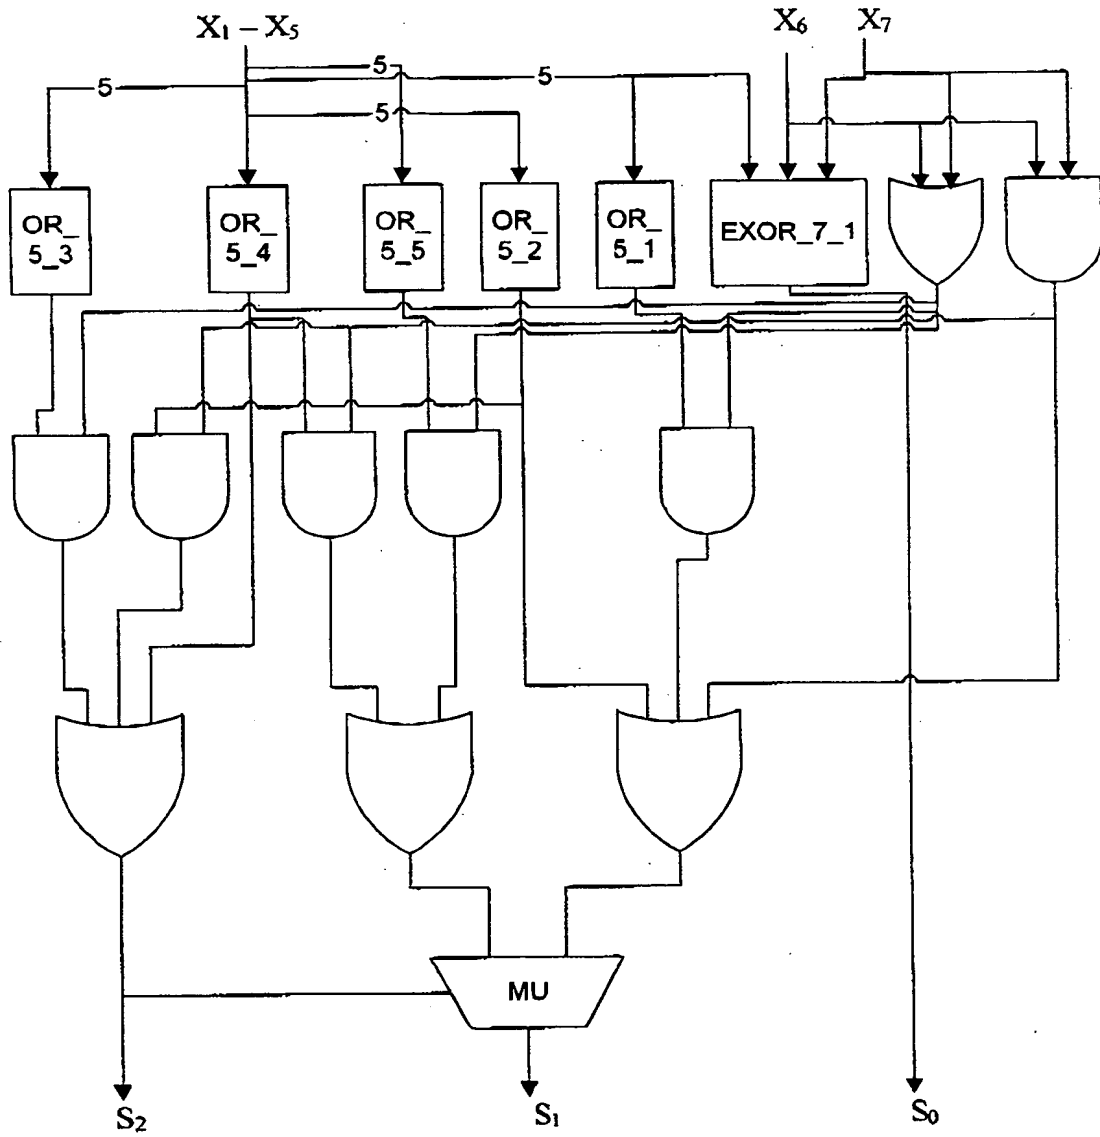 X₁ – X₅
X₆
X₇
5
5
5
5
OR_
5_3
OR_
5_4
OR_
5_5
OR_
5_2
OR_
5_1
EXOR_7_1
MU
S₂
S₁
S₀